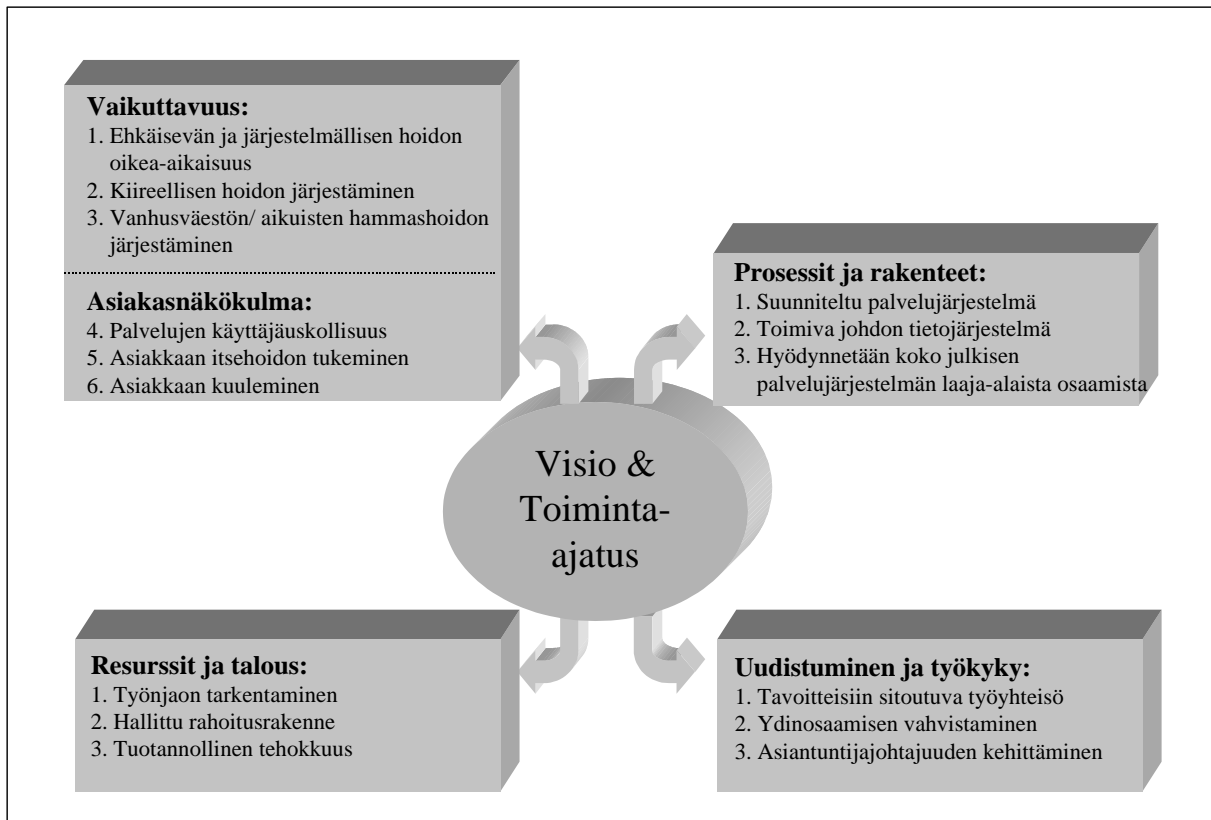 Vaikuttavuus:
1. Ehkäisevän ja järjestelmällisen hoidon
oikea-aikaisuus
2. Kiireellisen hoidon järjestäminen
3. Vanhusväestön/ aikuisten hammashoidon
järjestäminen
Asiakasnäkökulma:
4. Palvelujen käyttäjäuskollisuus
5. Asiakkaan itsehoidon tukeminen
6. Asiakkaan kuuleminen
Prosessit ja rakenteet:
1. Suunniteltu palvelujärjestelmä
2. Toimiva johdon tietojärjestelmä
3. Hyödynnetään koko julkisen
palvelujärjestelmän laaja-alaista osaamista
Visio &
Toiminta-
ajatus
Resurssit ja talous:
1. Työnjaon tarkentaminen
2. Hallittu rahoitusrakenne
3. Tuotannollinen tehokkuus
Uudistuminen ja työkyky:
1. Tavoitteisiin sitoutuva työyhteisö
2. Ydinosaamisen vahvistaminen
3. Asiantuntijajohtajuuden kehittäminen